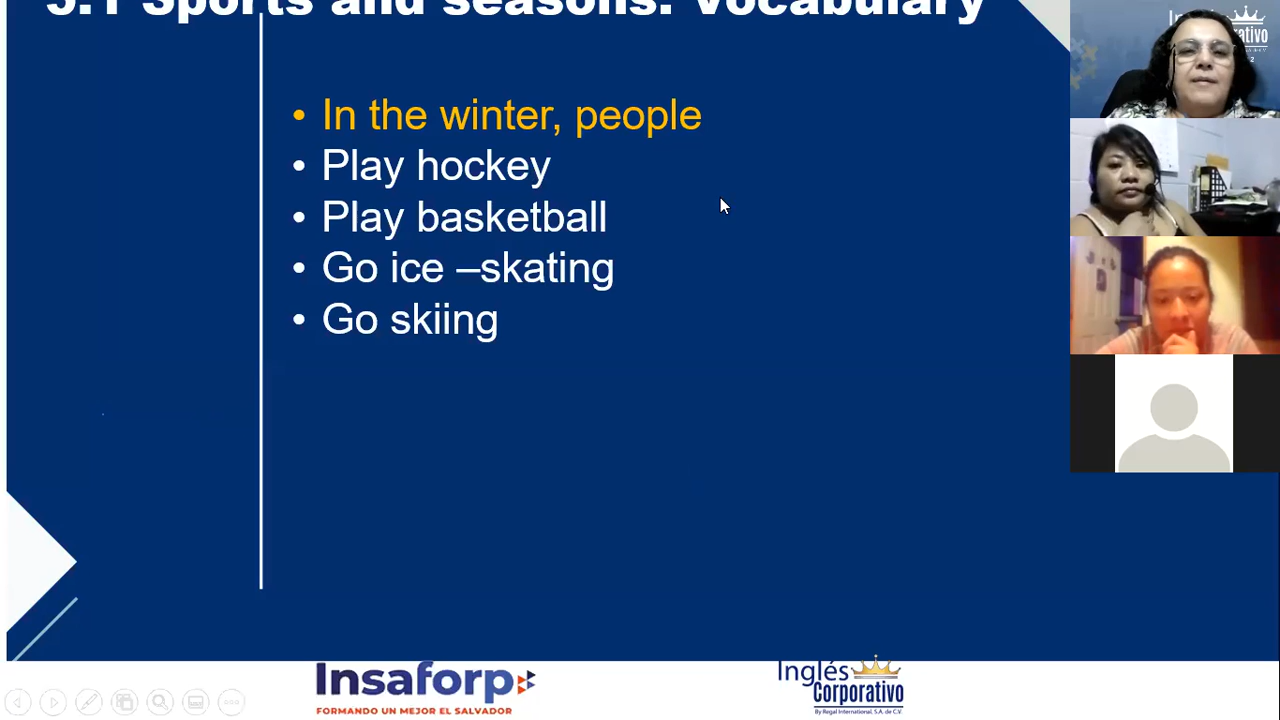 5.1 Sports and seasons: Vocabulary
In the winter, people
Play hockey
Play basketball
Go ice –skating
Go skiing
Insaforp
FORMANDO UN MEJOR EL SALVADOR
Inglés
Corporativo
By Regal International, S.A. de C.V.